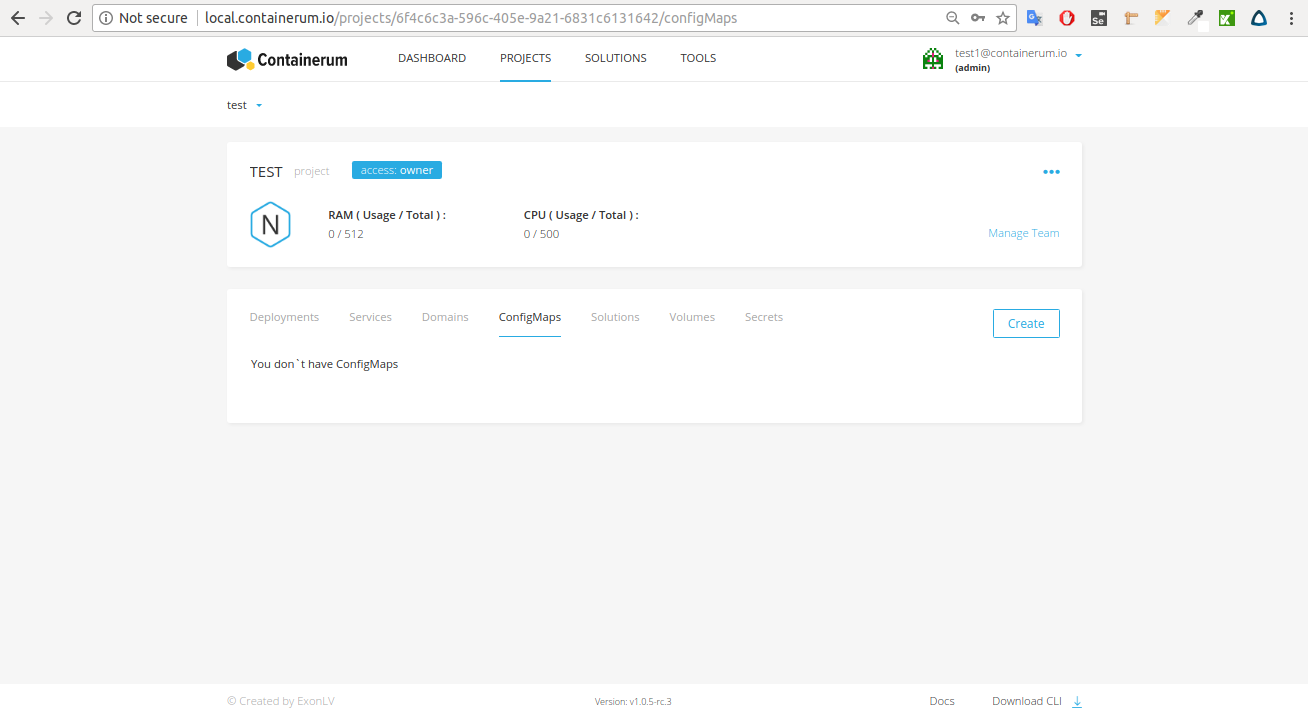 Not secure local.containerum.io/projects/6f4c6c3a-596c-405e-9a21-6831c6131642/configMaps
Containerum DASHBOARD PROJECTS SOLUTIONS TOOLS test1@containerum.io
(admin)
test
TEST project access: owner
N
RAM ( Usage / Total ) : CPU ( Usage / Total ) :
0 / 512 0 / 500
Manage Team
Deployments Services Domains ConfigMaps Solutions Volumes Secrets Create
You don`t have ConfigMaps
© Created by ExonLV Version: v1.0.5-rc.3 Docs Download CLI